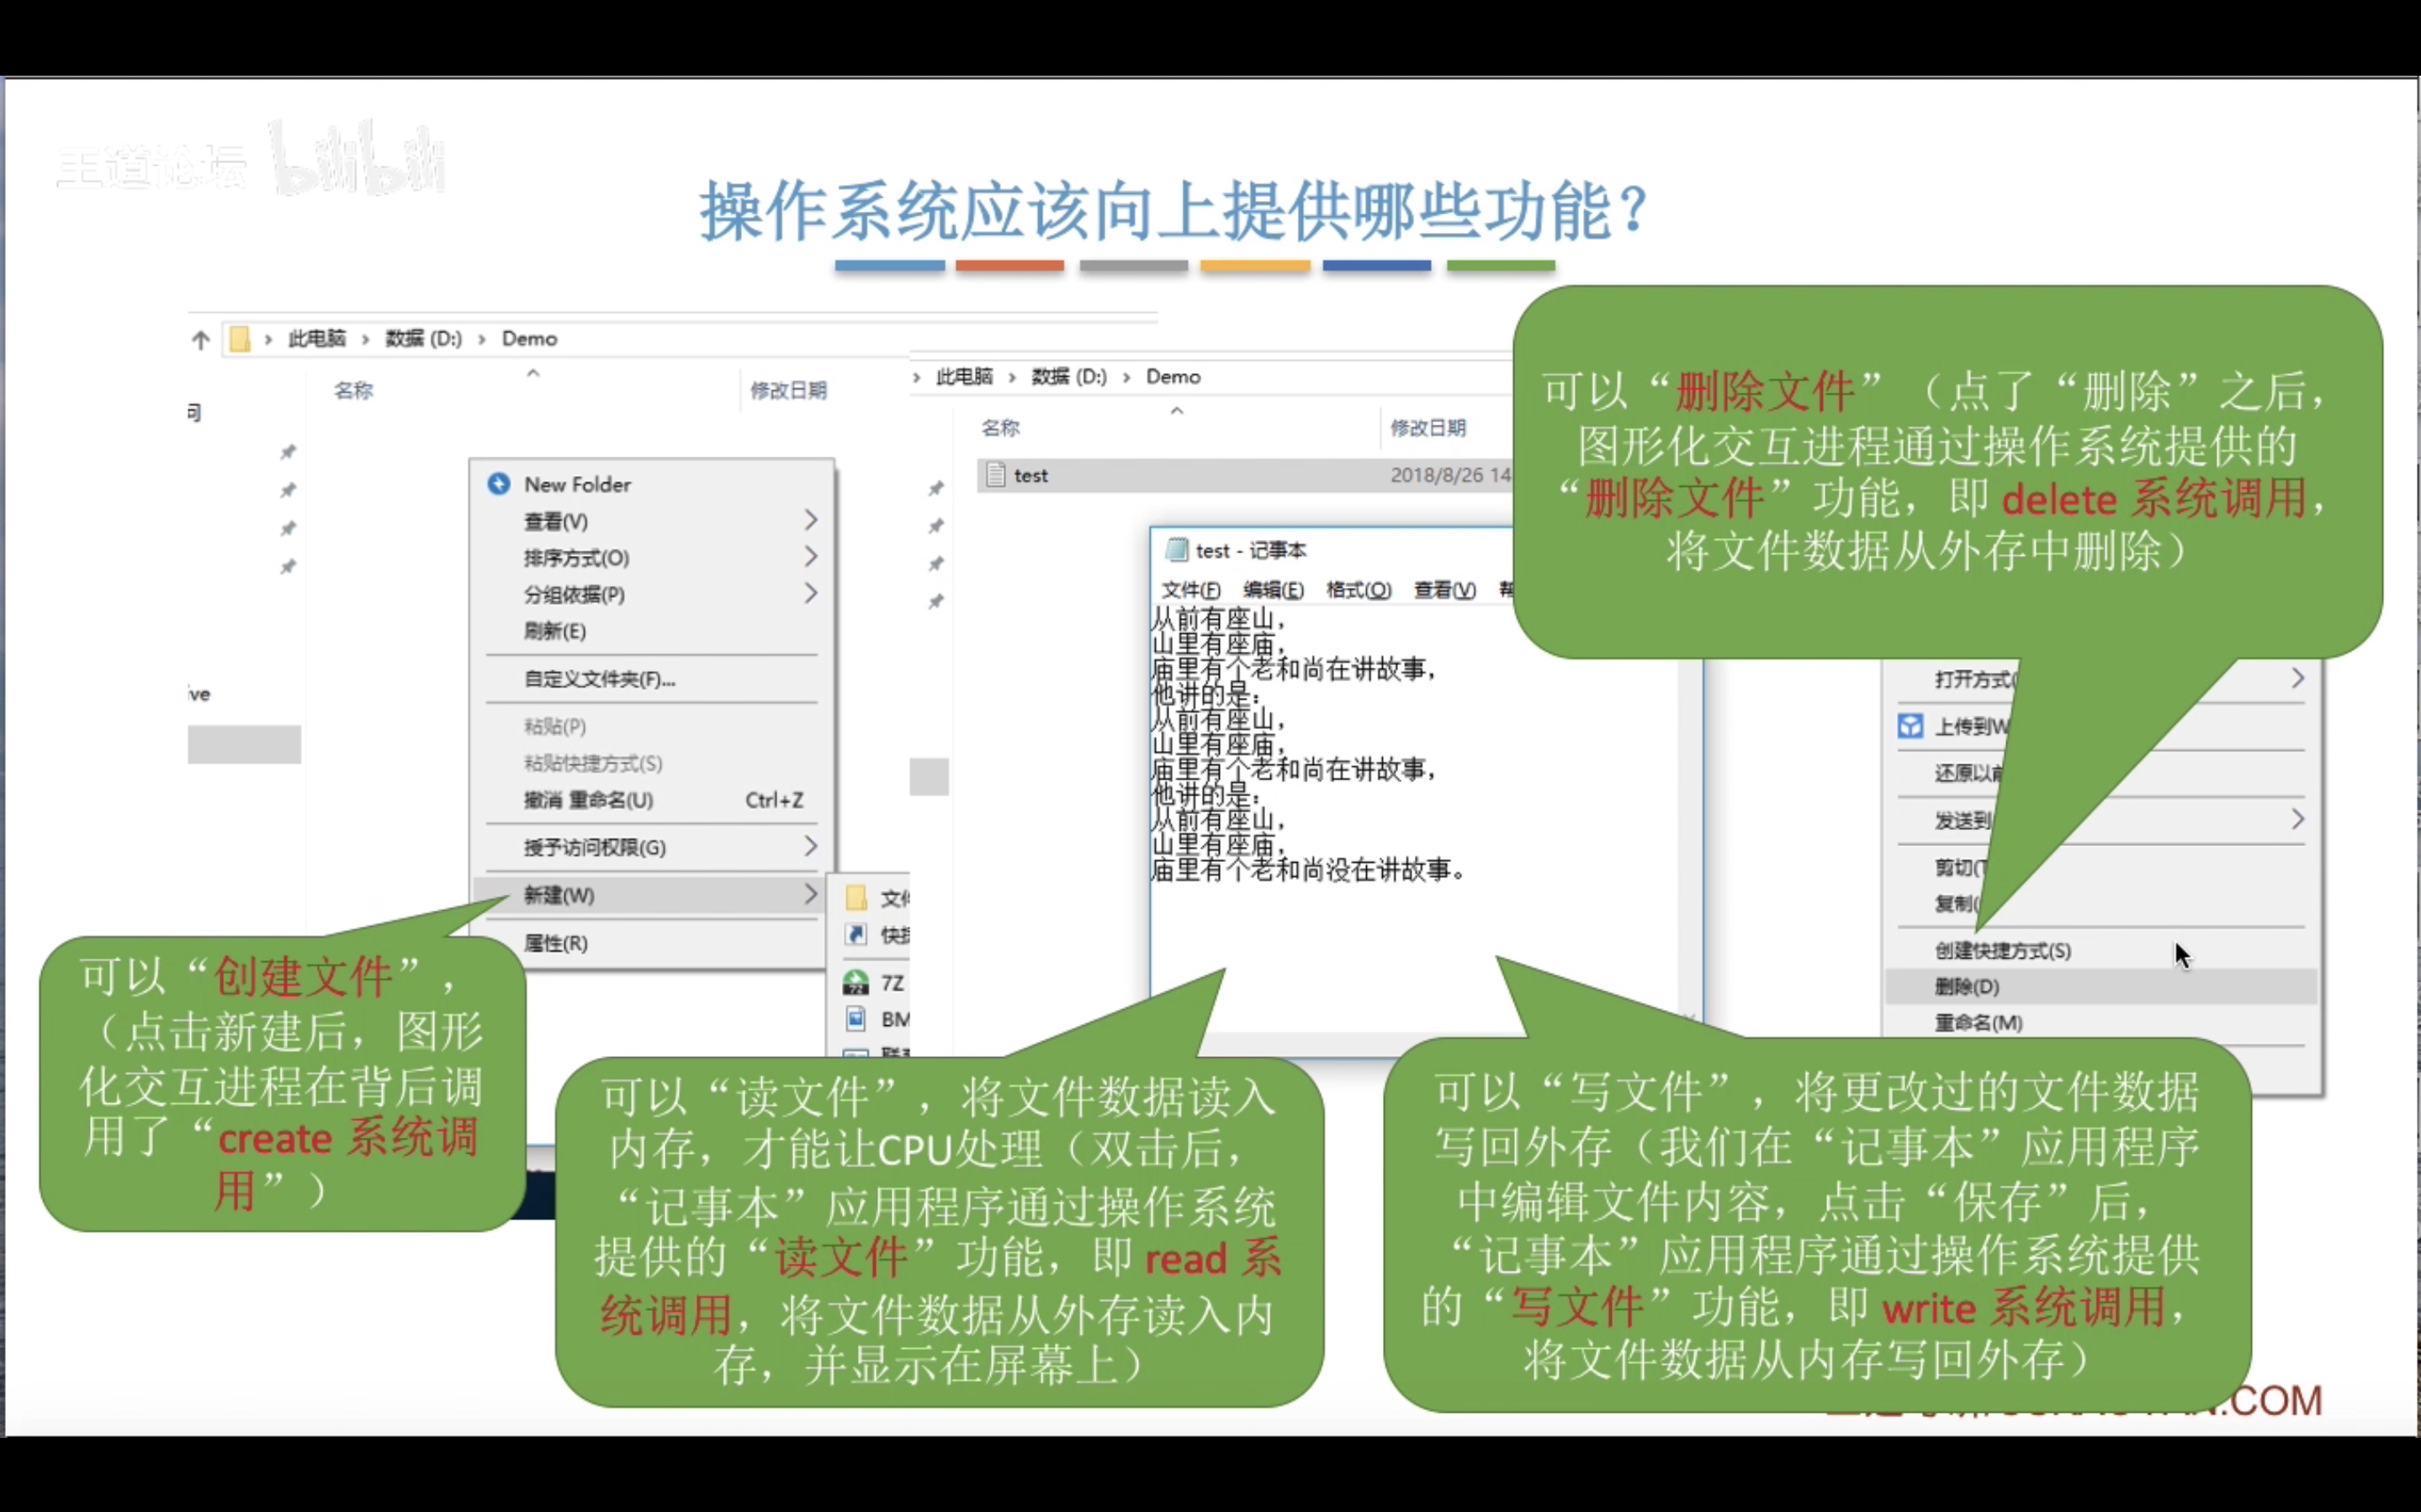 王道论坛 bilibili
操作系统应该向上提供哪些功能？
此电脑 › 数据 (D:) › Demo
名称 修改日期
New Folder
查看(V)
排序方式(O)
分组依据(P)
刷新(E)
自定义文件夹(F)...
粘贴(P)
粘贴快捷方式(S)
撤消 重命名(U) Ctrl+Z
授予访问权限(G)
新建(W)
属性(R)
7Z
此电脑 › 数据 (D:) › Demo
名称 修改日期
test 2018/8/26 14
test - 记事本
文件(F) 编辑(E) 格式(O) 查看(V)
从前有座山，
山里有座庙，
庙里有个老和尚在讲故事，
他讲的是：
从前有座山，
山里有座庙，
庙里有个老和尚在讲故事，
他讲的是：
从前有座山，
山里有座庙，
庙里有个老和尚没在讲故事。
打开方式
上传到W
还原以前
发送到
剪切(T
复制(
创建快捷方式(S)
删除(D)
重命名(M)
可以“创建文件”，
（点击新建后，图形
化交互进程在背后调
用了“create 系统调
用”）
可以“读文件”，将文件数据读入
内存，才能让CPU处理（双击后，
“记事本”应用程序通过操作系统
提供的“读文件”功能，即 read 系
统调用，将文件数据从外存读入内
存，并显示在屏幕上）
可以“写文件”，将更改过的文件数据
写回外存（我们在“记事本”应用程序
中编辑文件内容，点击“保存”后，
“记事本”应用程序通过操作系统提供
的“写文件”功能，即 write 系统调用，
将文件数据从内存写回外存）
可以“删除文件”（点了“删除”之后，
图形化交互进程通过操作系统提供的
“删除文件”功能，即 delete 系统调用，
将文件数据从外存中删除）
.COM